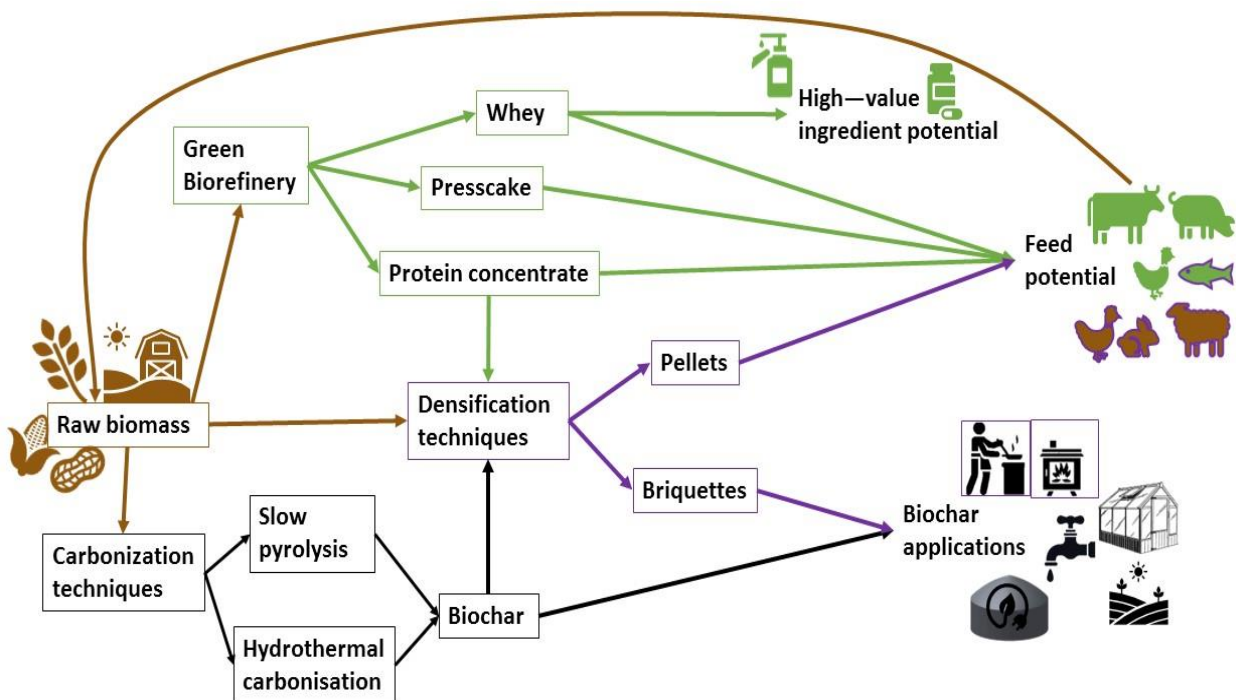 Whey
High—value
ingredient potential
Green
Biorefinery
Presscake
Protein concentrate
Feed
potential
Raw biomass
Densification
techniques
Pellets
Briquettes
Slow
pyrolysis
Carbonization
techniques
Biochar
Hydrothermal
carbonisation
Biochar
applications